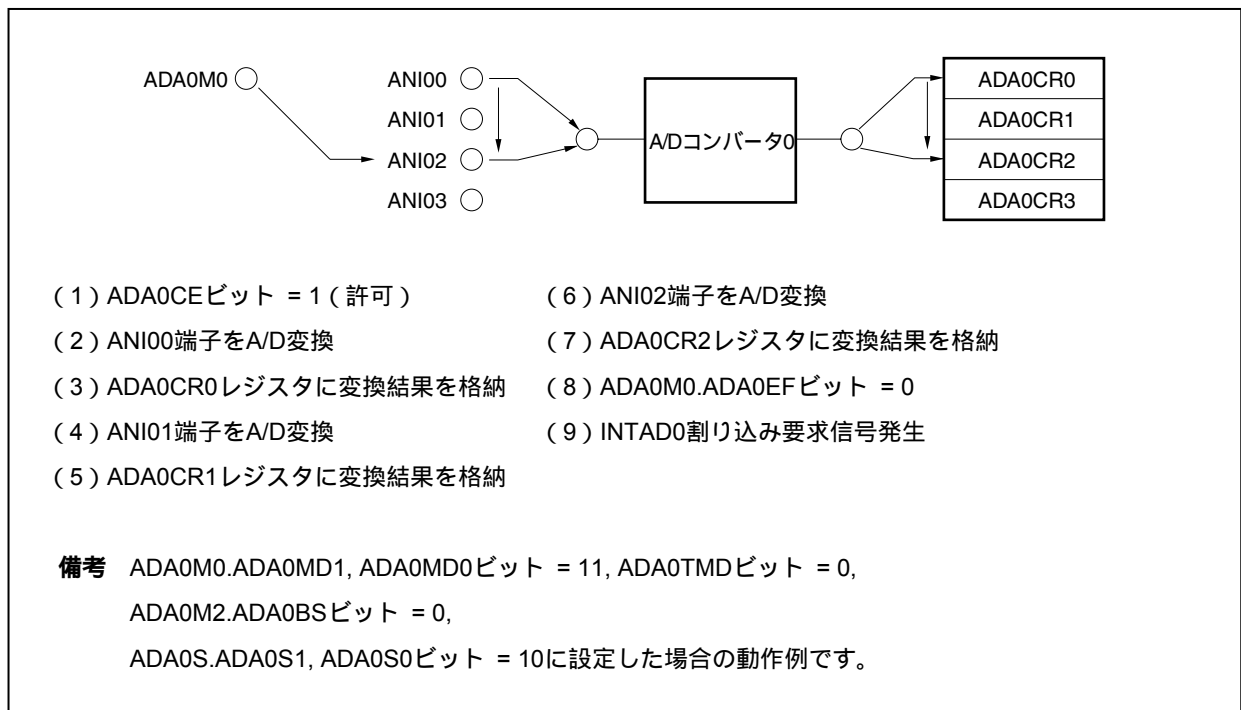 ADA0M0
ANI00
ANI01
ANI02
ANI03
A/Dコンバータ0
ADA0CR0
ADA0CR1
ADA0CR2
ADA0CR3
(1)ADA0CEビット = 1(許可)
(2)ANI00端子をA/D変換
(3)ADA0CR0レジスタに変換結果を格納
(4)ANI01端子をA/D変換
(5)ADA0CR1レジスタに変換結果を格納
(6)ANI02端子をA/D変換
(7)ADA0CR2レジスタに変換結果を格納
(8)ADA0M0.ADA0EFビット = 0
(9)INTAD0割り込み要求信号発生
備考 ADA0M0.ADA0MD1, ADA0MD0ビット = 11, ADA0TMDビット = 0,
ADA0M2.ADA0BSビット = 0,
ADA0S.ADA0S1, ADA0S0ビット = 10に設定した場合の動作例です。